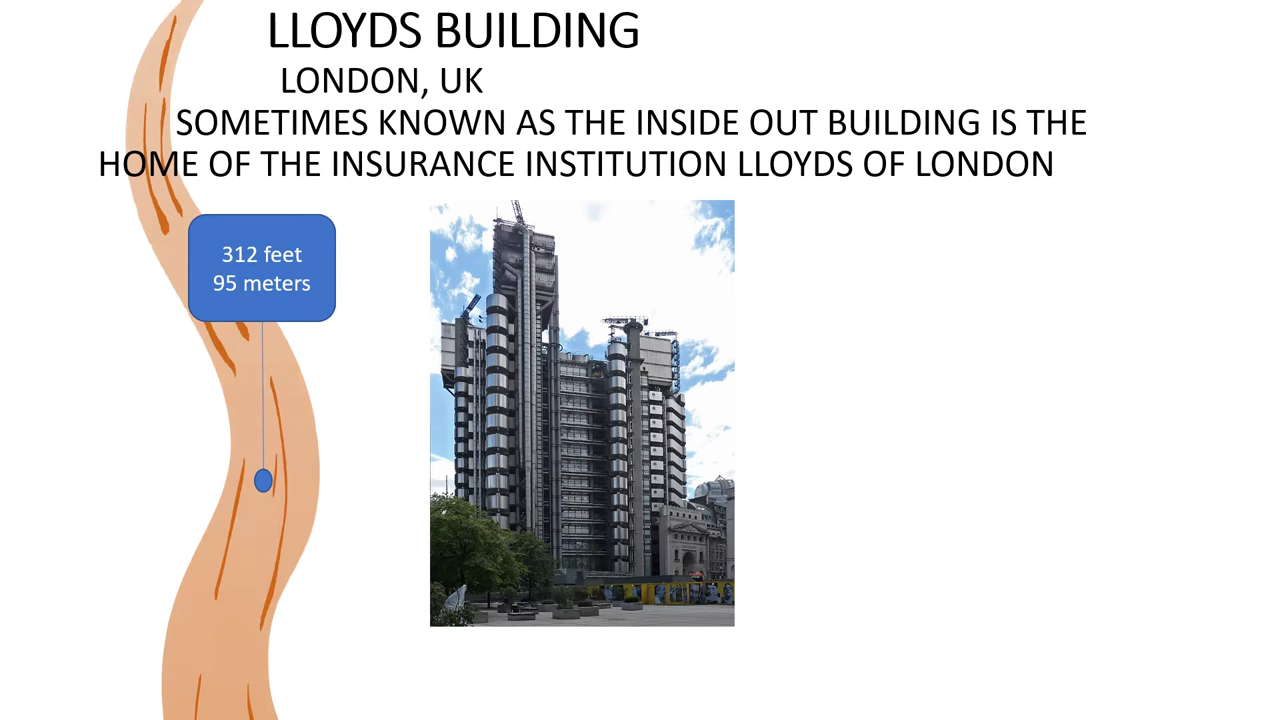 LLOYDS BUILDING
LONDON, UK
SOMETIMES KNOWN AS THE INSIDE OUT BUILDING IS THE
HOME OF THE INSURANCE INSTITUTION LLOYDS OF LONDON
312 feet
95 meters